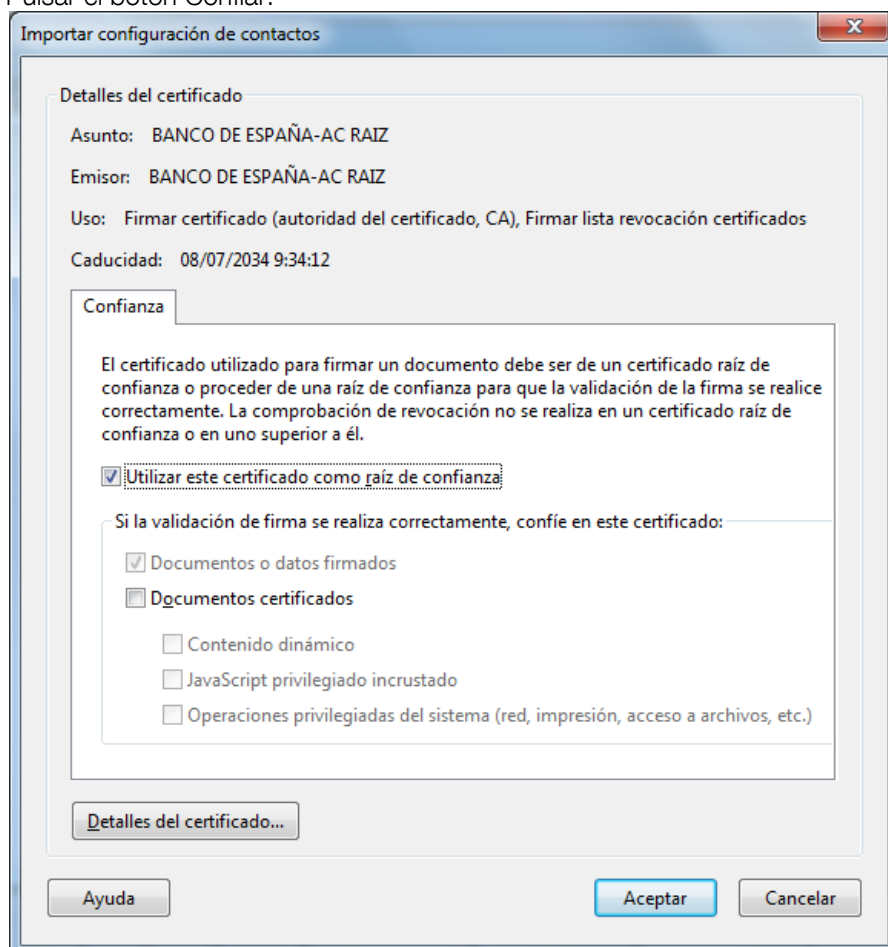 Pulsar el botón Confiar.
Importar configuración de contactos
Detalles del certificado
Asunto: BANCO DE ESPAÑA-AC RAIZ
Emisor: BANCO DE ESPAÑA-AC RAIZ
Uso: Firmar certificado (autoridad del certificado, CA), Firmar lista revocación certificados
Caducidad: 08/07/2034 9:34:12
Confianza
El certificado utilizado para firmar un documento debe ser de un certificado raíz de
confianza o proceder de una raíz de confianza para que la validación de la firma se realice
correctamente. La comprobación de revocación no se realiza en un certificado raíz de
confianza o en uno superior a él.
Utilizar este certificado como raíz de confianza
Si la validación de firma se realiza correctamente, confíe en este certificado:
Documentos o datos firmados
Documentos certificados
Contenido dinámico
JavaScript privilegiado incrustado
Operaciones privilegiadas del sistema (red, impresión, acceso a archivos, etc.)
Detalles del certificado...
Ayuda Aceptar Cancelar